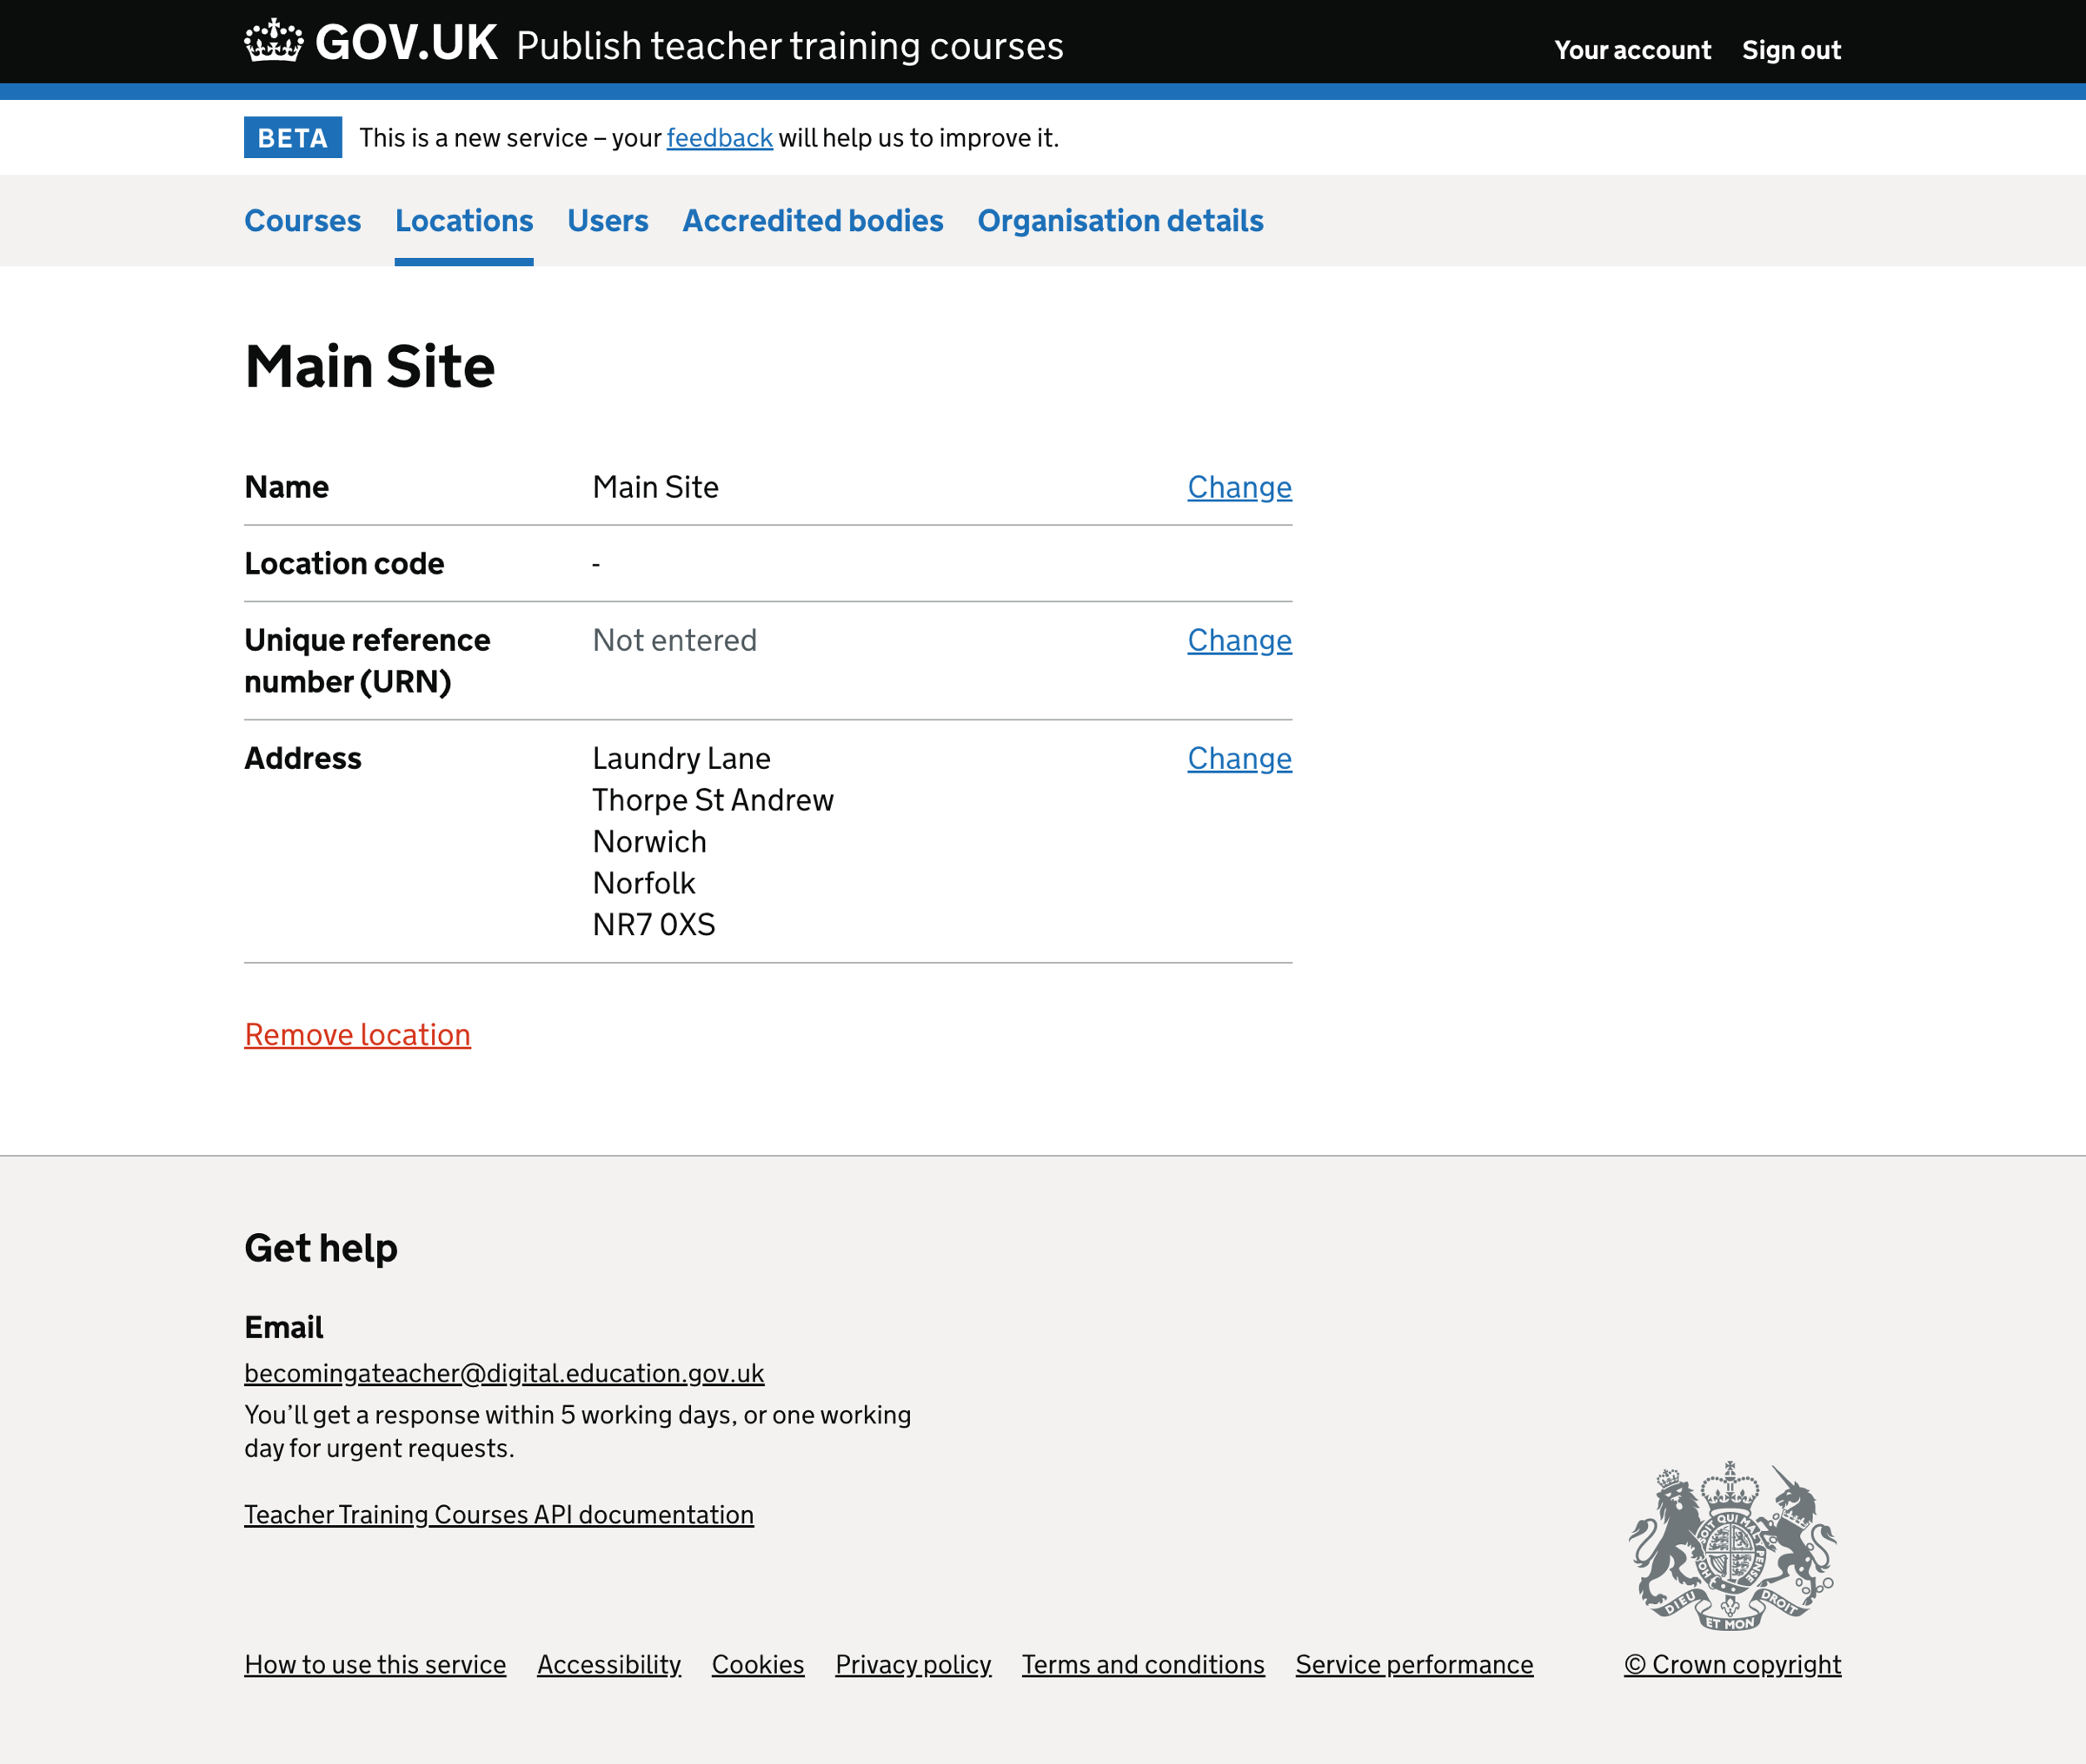 GOV.UK Publish teacher training courses
Your account Sign out
BETA This is a new service – your feedback will help us to improve it.
Courses Locations Users Accredited bodies Organisation details
Main Site
Name Main Site Change
Location code -
Unique reference Not entered Change
number (URN)
Address Laundry Lane Change
Thorpe St Andrew
Norwich
Norfolk
NR7 0XS
Remove location
Get help
Email
becomingateacher@digital.education.gov.uk
You’ll get a response within 5 working days, or one working
day for urgent requests.
Teacher Training Courses API documentation
SOIT QUI MAL
PENSE
HON
DIEU
ET MON
DROIT
How to use this service Accessibility Cookies Privacy policy Terms and conditions Service performance
© Crown copyright